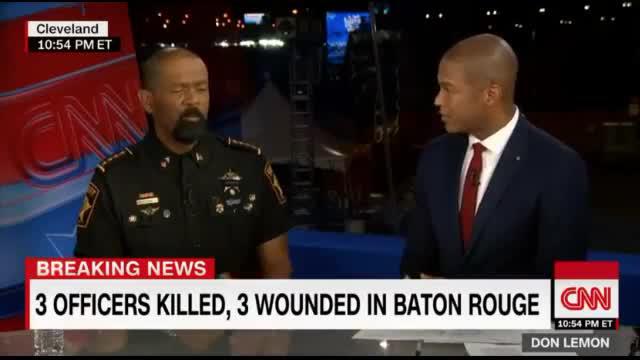 Cleveland
10:54 PM ET
CNN
BREAKING NEWS
3 OFFICERS KILLED, 3 WOUNDED IN BATON ROUGE
CNN
10:54 PM ET
DON LEMON